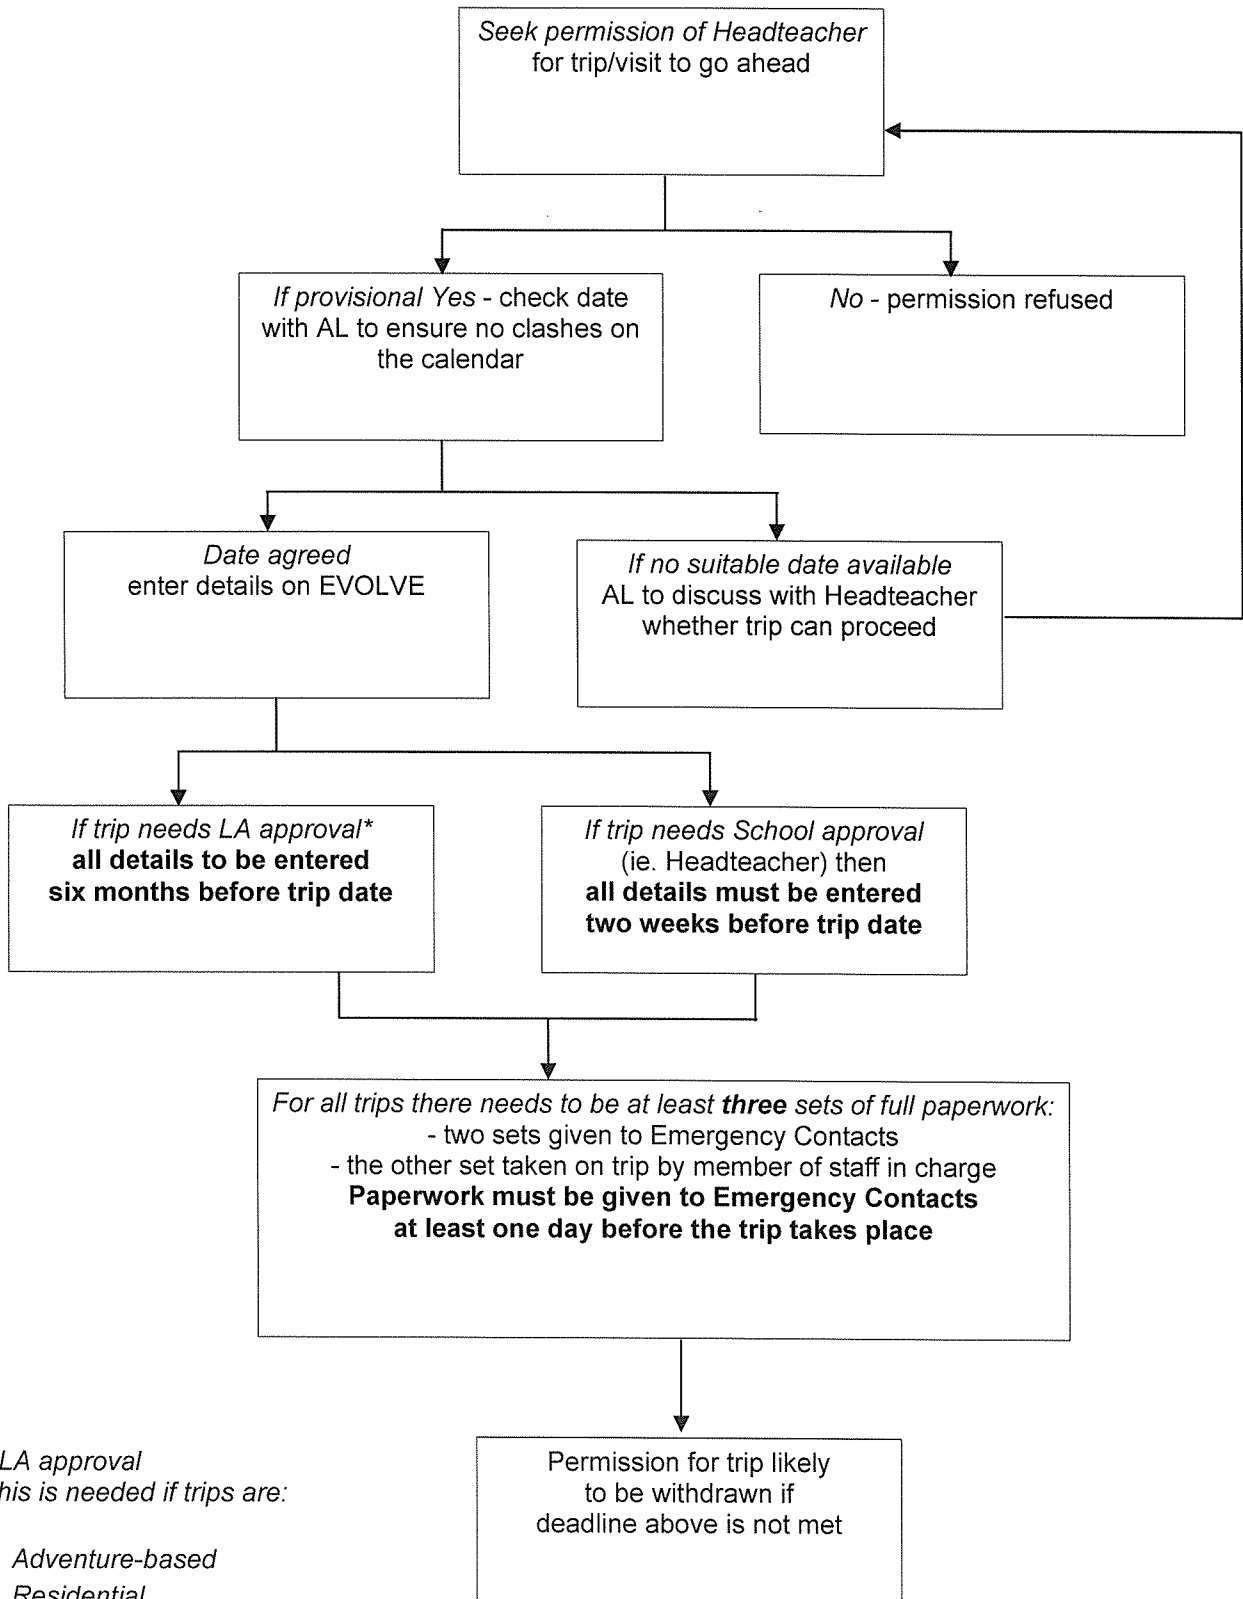 Seek permission of Headteacher
for trip/visit to go ahead
If provisional Yes - check date
with AL to ensure no clashes on
the calendar
No - permission refused
Date agreed
enter details on EVOLVE
If no suitable date available
AL to discuss with Headteacher
whether trip can proceed
If trip needs LA approval*
all details to be entered
six months before trip date
If trip needs School approval
(ie. Headteacher) then
all details must be entered
two weeks before trip date
For all trips there needs to be at least three sets of full paperwork:
- two sets given to Emergency Contacts
- the other set taken on trip by member of staff in charge
Paperwork must be given to Emergency Contacts
at least one day before the trip takes place
Permission for trip likely
to be withdrawn if
deadline above is not met
LA approval
his is needed if trips are:
Adventure-based
Residential